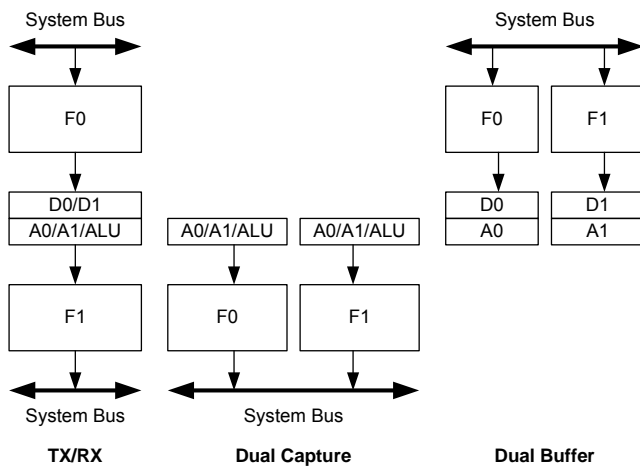 System Bus
F0
D0/D1
A0/A1/ALU
F1
System Bus
TX/RX
A0/A1/ALU
A0/A1/ALU
F0
F1
System Bus
Dual Capture
System Bus
F0
F1
D0
D1
A0
A1
Dual Buffer